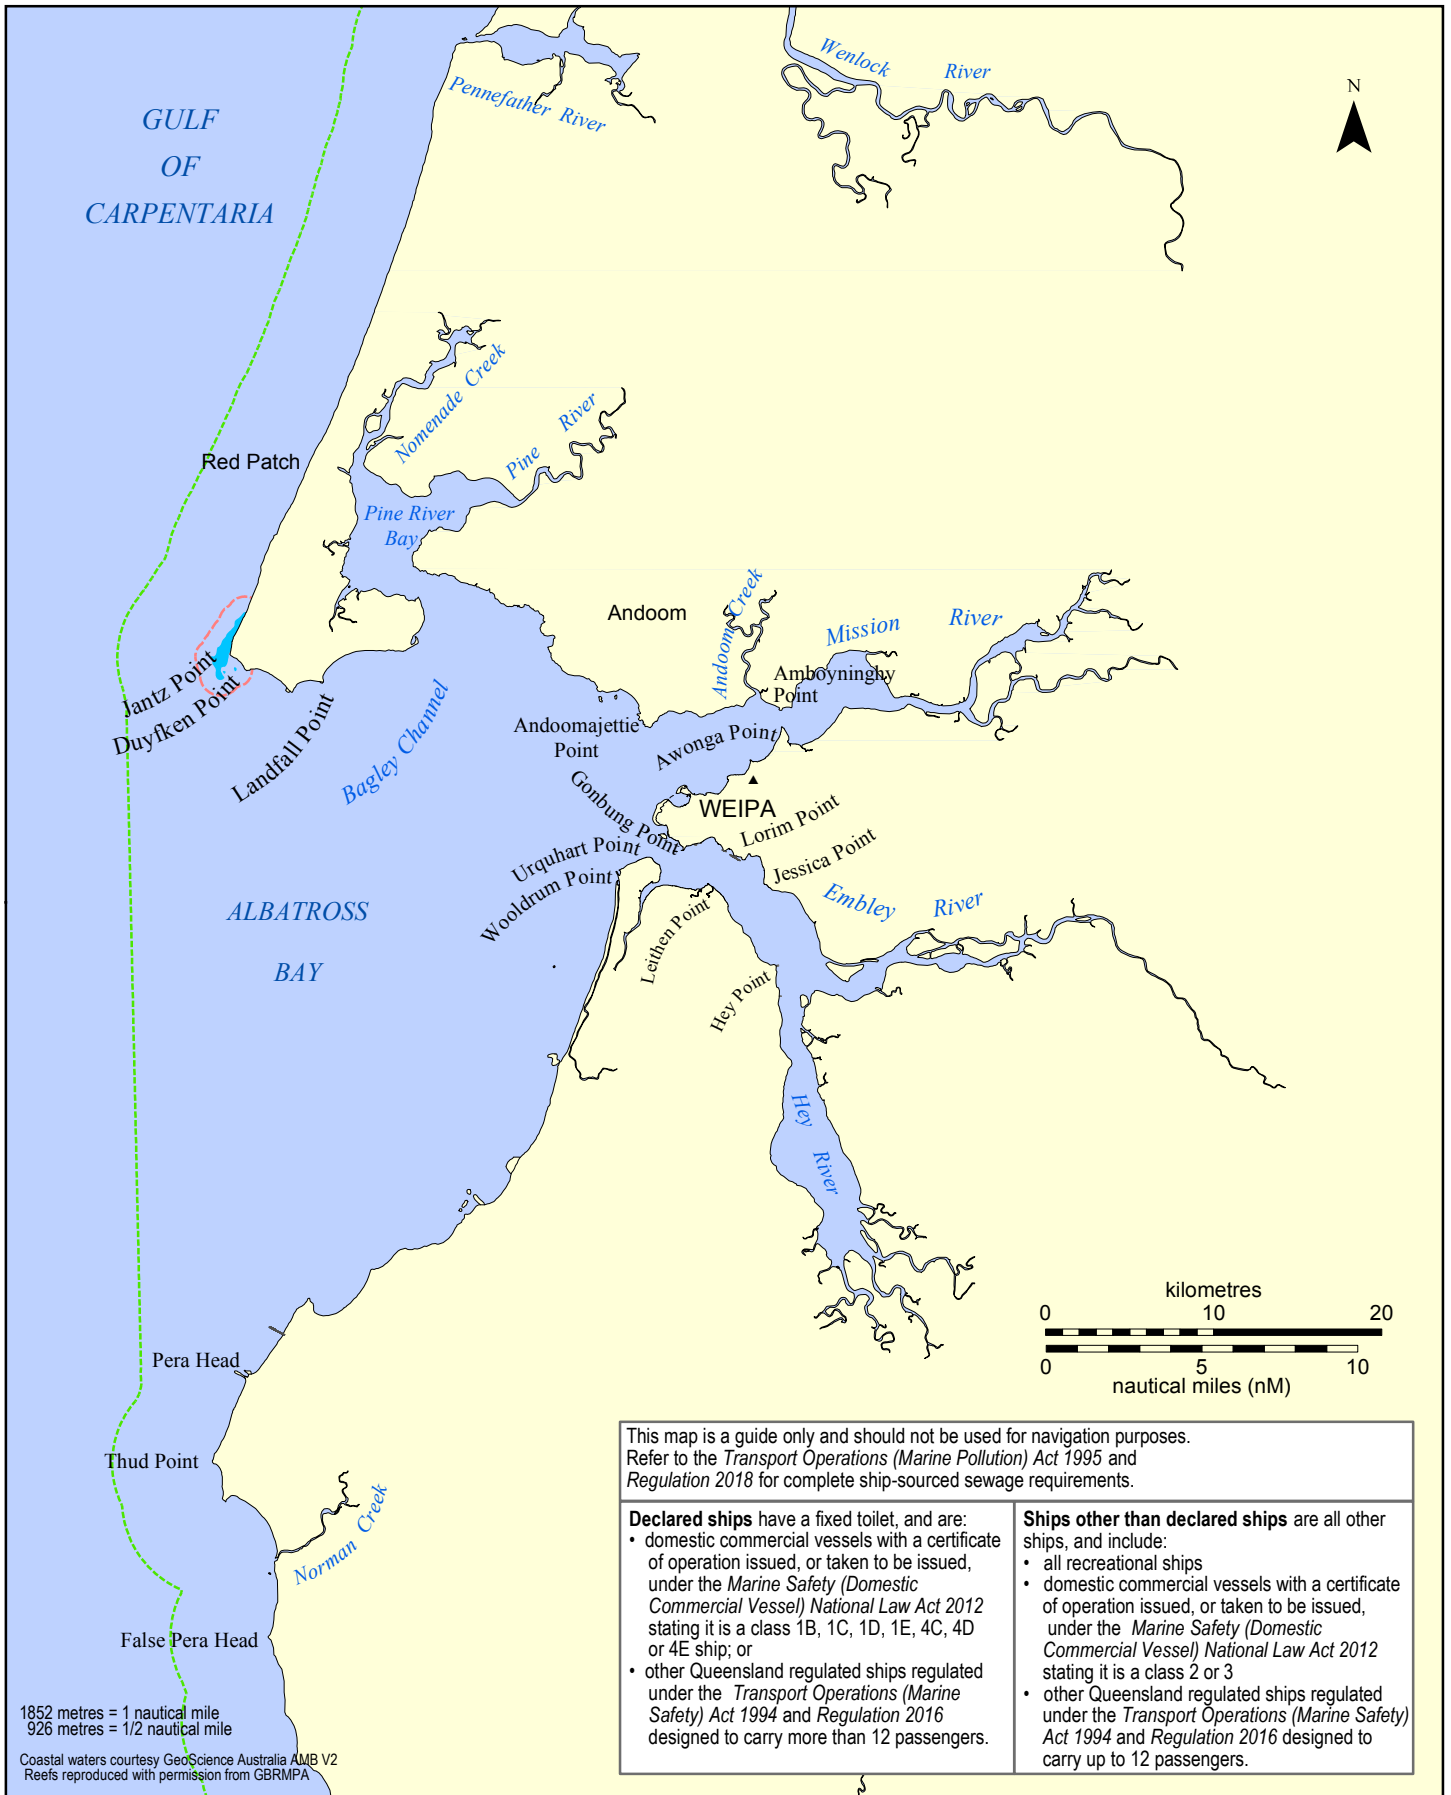 GULF
OF
CARPENTARIA
Pennefather River
Wenlock River
N
Nomenade Creek
Pine River
Red Patch
Pine River
Bay
Andoom
Andoom Creek
Mission River
Amboyninghy
Point
Jantz Point
Duyfken Point
Landfall Point
Bagley Channel
Andoomajettie
Point
Awonga Point
Gonbung Point
WEIPA
Lorim Point
Jessica Point
Urquhart Point
Wooldrum Point
Embley River
ALBATROSS
BAY
Leithen Point
Hey Point
Hey
River
kilometres
0 10 20
0 5 10
nautical miles (nM)
Pera Head
Thud Point
Norman Creek
False Pera Head
This map is a guide only and should not be used for navigation purposes.
Refer to the Transport Operations (Marine Pollution) Act 1995 and
Regulation 2018 for complete ship-sourced sewage requirements.
Declared ships have a fixed toilet, and are:
• domestic commercial vessels with a certificate
of operation issued, or taken to be issued,
under the Marine Safety (Domestic
Commercial Vessel) National Law Act 2012
stating it is a class 1B, 1C, 1D, 1E, 4C, 4D
or 4E ship; or
• other Queensland regulated ships regulated
under the Transport Operations (Marine
Safety) Act 1994 and Regulation 2016
designed to carry more than 12 passengers.
Ships other than declared ships are all other
ships, and include:
• all recreational ships
• domestic commercial vessels with a certificate
of operation issued, or taken to be issued,
under the Marine Safety (Domestic
Commercial Vessel) National Law Act 2012
stating it is a class 2 or 3
• other Queensland regulated ships regulated
under the Transport Operations (Marine Safety)
Act 1994 and Regulation 2016 designed to
carry up to 12 passengers.
1852 metres = 1 nautical mile
926 metres = 1/2 nautical mile
Coastal waters courtesy GeoScience Australia AMB V2
Reefs reproduced with permission from GBRMPA